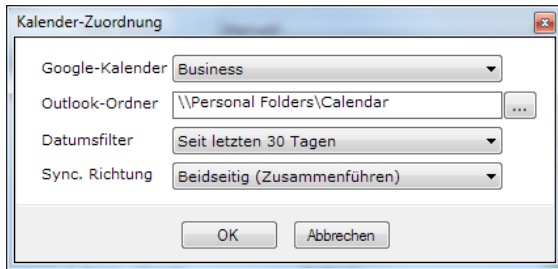 Kalender-Zuordnung
Google-Kalender Business
Outlook-Ordner \\Personal Folders\Calendar ...
Datumsfilter Seit letzten 30 Tagen
Sync. Richtung Beidseitig (Zusammenführen)
OK Abbrechen